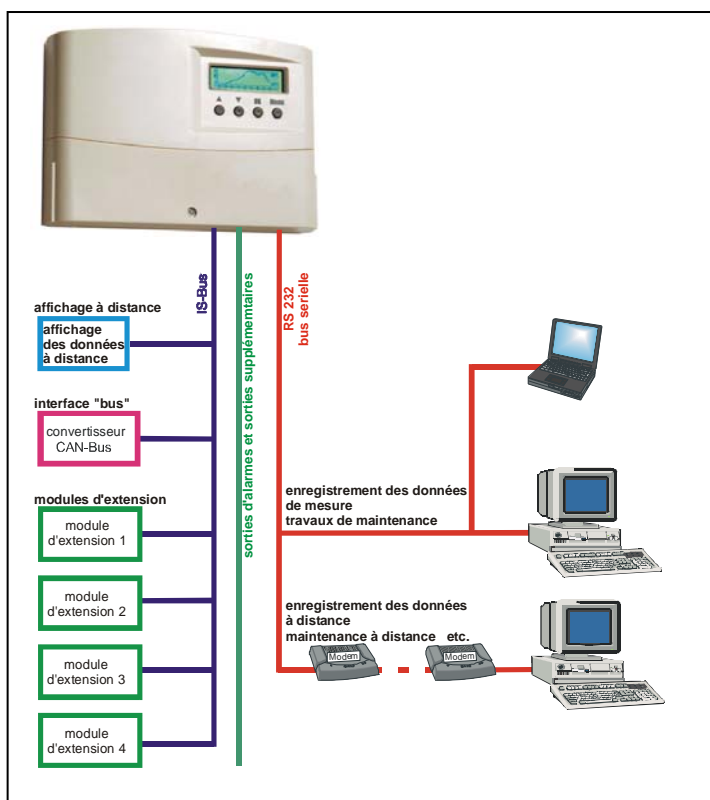 IS-Bus
sorties d'alarmes et sorties supplémemtaires
RS 232
bus serielle
affichage à distance
affichage
des données
à distance
interface "bus"
convertisseur
CAN-Bus
modules d'extension
module
d'extension 1
module
d'extension 2
module
d'extension 3
module
d'extension 4
enregistrement des données
de mesure
travaux de maintenance
enregistrement des données
à distance
maintenance à distance etc.
Modem
Modem